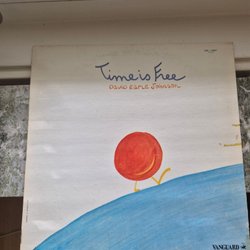 Time is Free
DAVID EARLE JOHNSON
VANGUARD